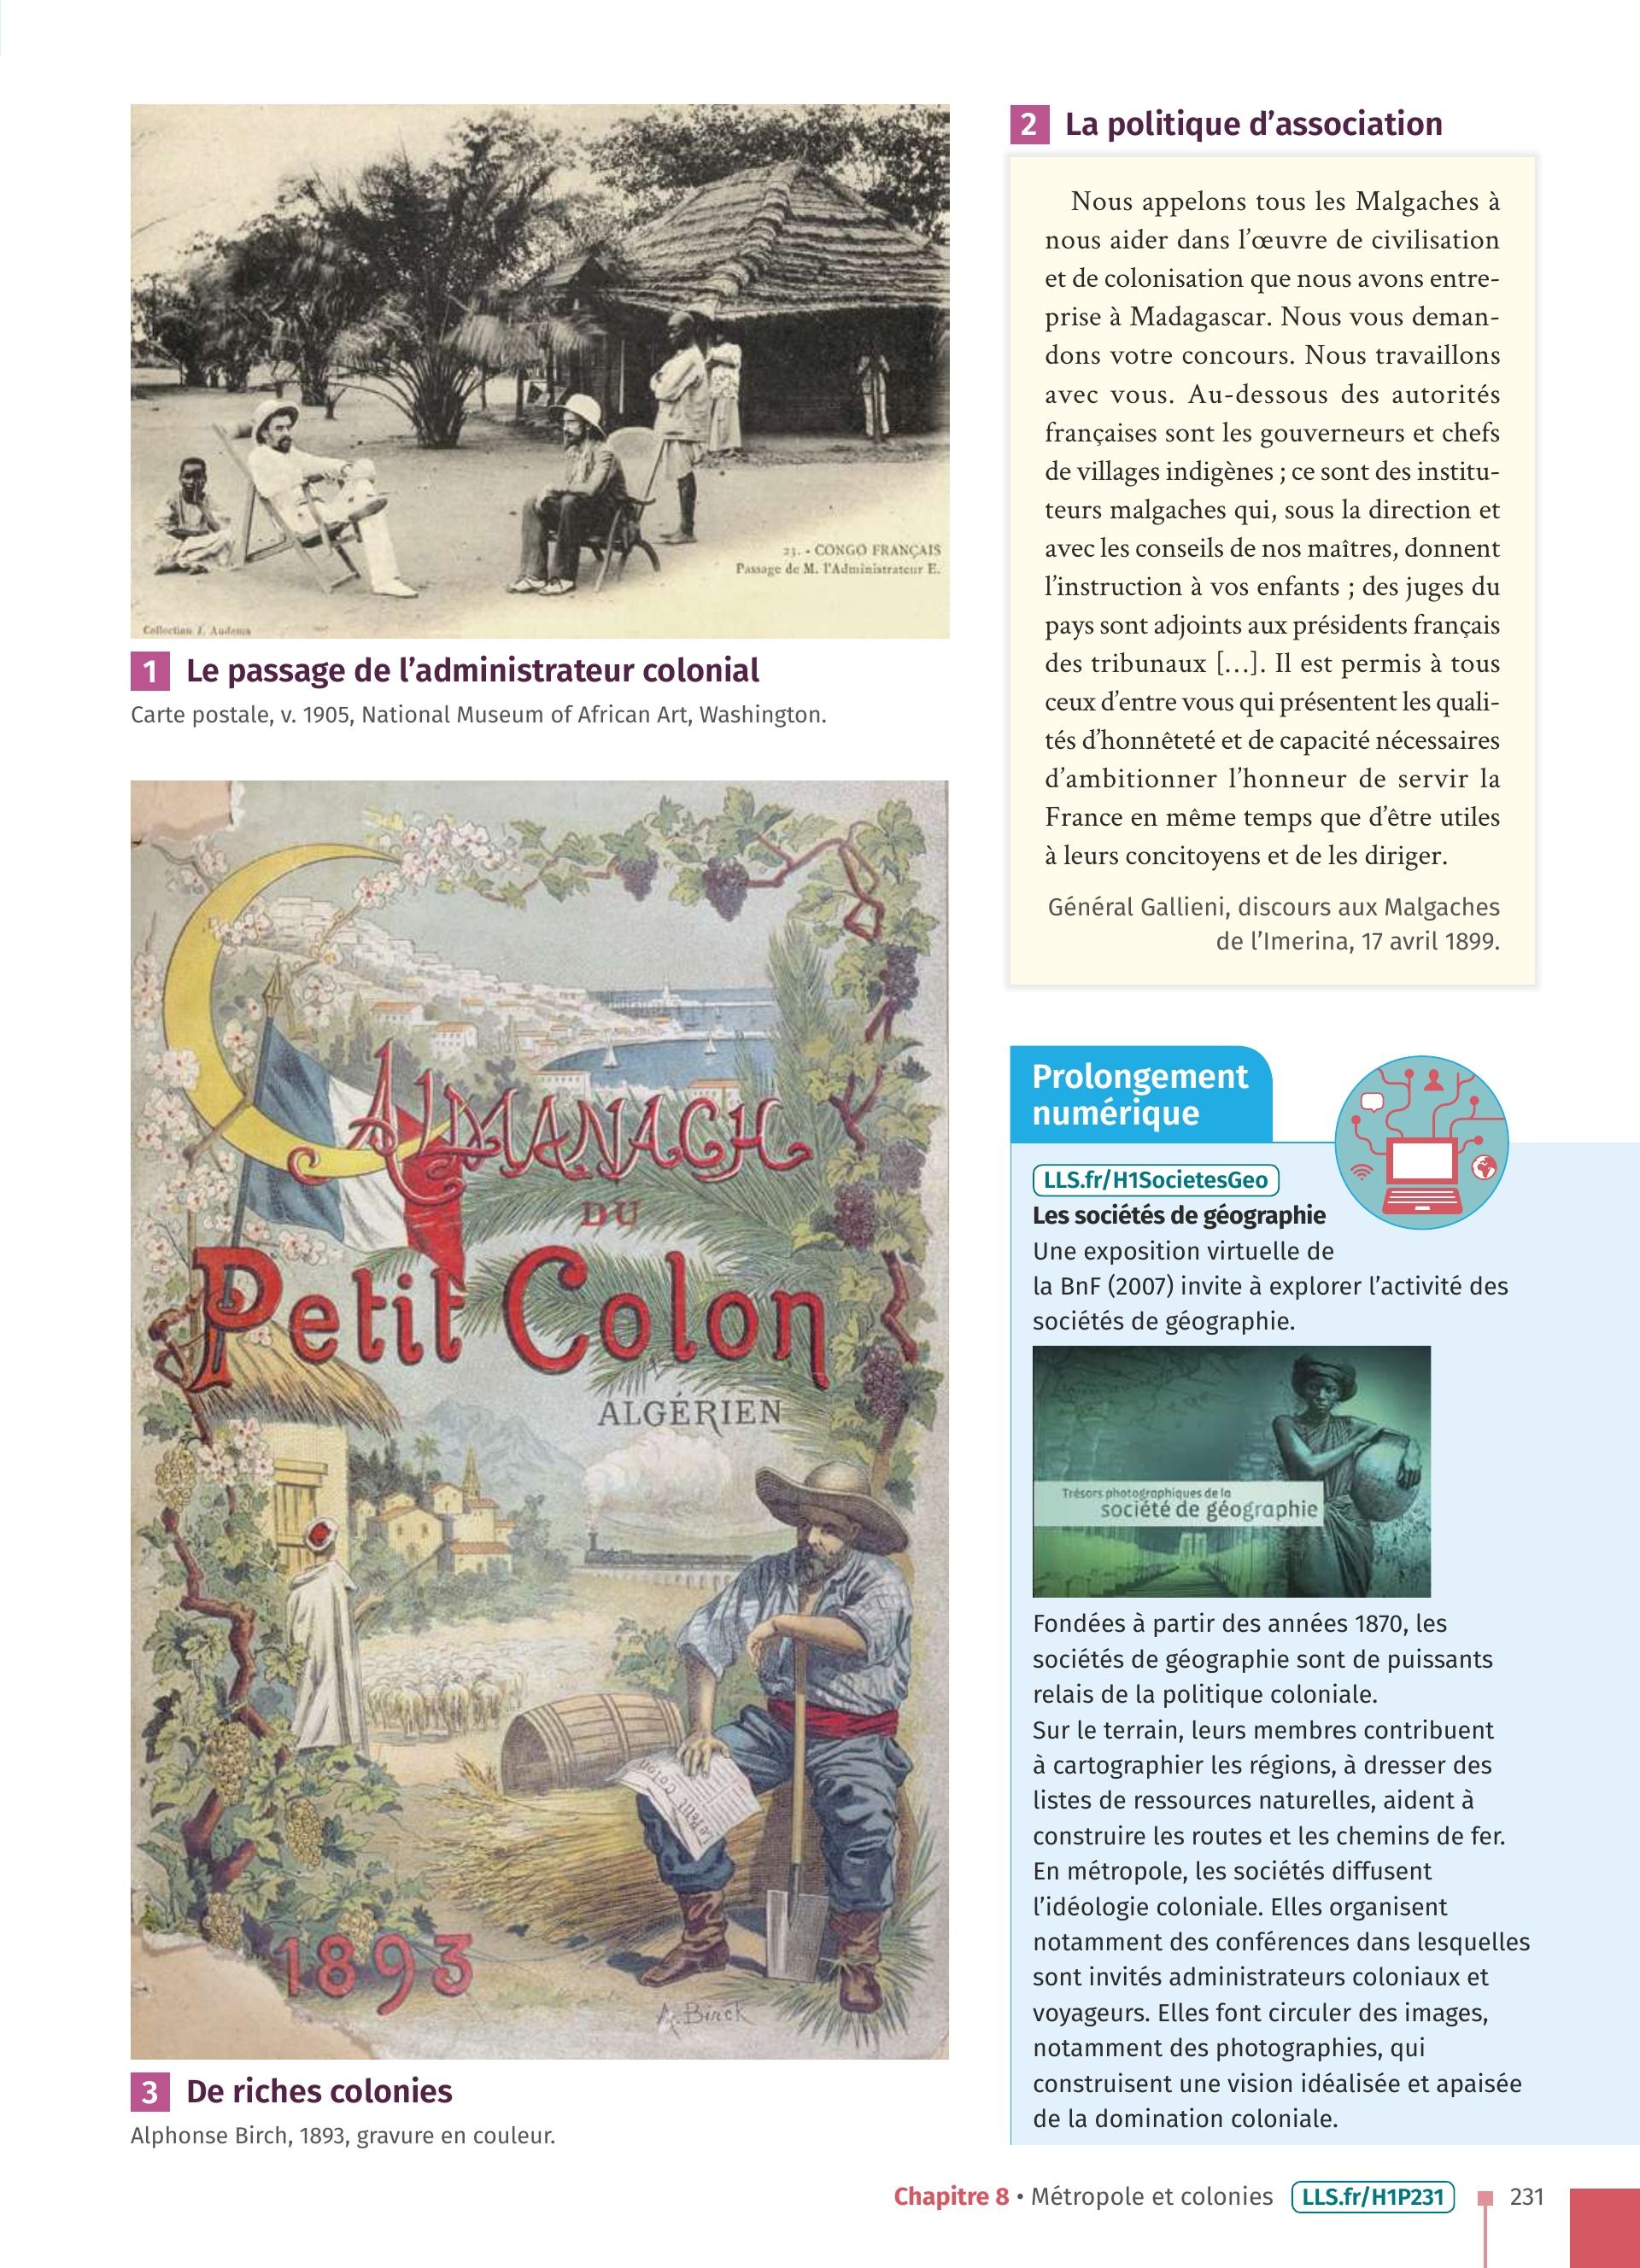 23. - CONGO FRANÇAIS
Passage de M. l'Administrateur E.
Collection J. Audema
1 Le passage de l'administrateur colonial
Carte postale, v. 1905, National Museum of African Art, Washington.
ALMANACH
DU
Petit Colon
ALGÉRIEN
Le Petit
Colon
1893
A. Birck
3 De riches colonies
Alphonse Birch, 1893, gravure en couleur.
2 La politique d'association
Nous appelons tous les Malgaches à
nous aider dans l'œuvre de civilisation
et de colonisation que nous avons entre-
prise à Madagascar. Nous vous deman-
dons votre concours. Nous travaillons
avec vous. Au-dessous des autorités
françaises sont les gouverneurs et chefs
de villages indigènes ; ce sont des institu-
teurs malgaches qui, sous la direction et
avec les conseils de nos maîtres, donnent
l'instruction à vos enfants ; des juges du
pays sont adjoints aux présidents français
des tribunaux [...]. Il est permis à tous
ceux d'entre vous qui présentent les quali-
tés d'honnêteté et de capacité nécessaires
d'ambitionner l'honneur de servir la
France en même temps que d'être utiles
à leurs concitoyens et de les diriger.
Général Gallieni, discours aux Malgaches
de l'Imerina, 17 avril 1899.
Prolongement
numérique
LLS.fr/H1SocietesGeo
Les sociétés de géographie
Une exposition virtuelle de
la BnF (2007) invite à explorer l'activité des
sociétés de géographie.
Trésors photographiques de la
société de géographie
Fondées à partir des années 1870, les
sociétés de géographie sont de puissants
relais de la politique coloniale.
Sur le terrain, leurs membres contribuent
à cartographier les régions, à dresser des
listes de ressources naturelles, aident à
construire les routes et les chemins de fer.
En métropole, les sociétés diffusent
l'idéologie coloniale. Elles organisent
notamment des conférences dans lesquelles
sont invités administrateurs coloniaux et
voyageurs. Elles font circuler des images,
notamment des photographies, qui
construisent une vision idéalisée et apaisée
de la domination coloniale.
Chapitre 8 • Métropole et colonies LLS.fr/H1P231 231